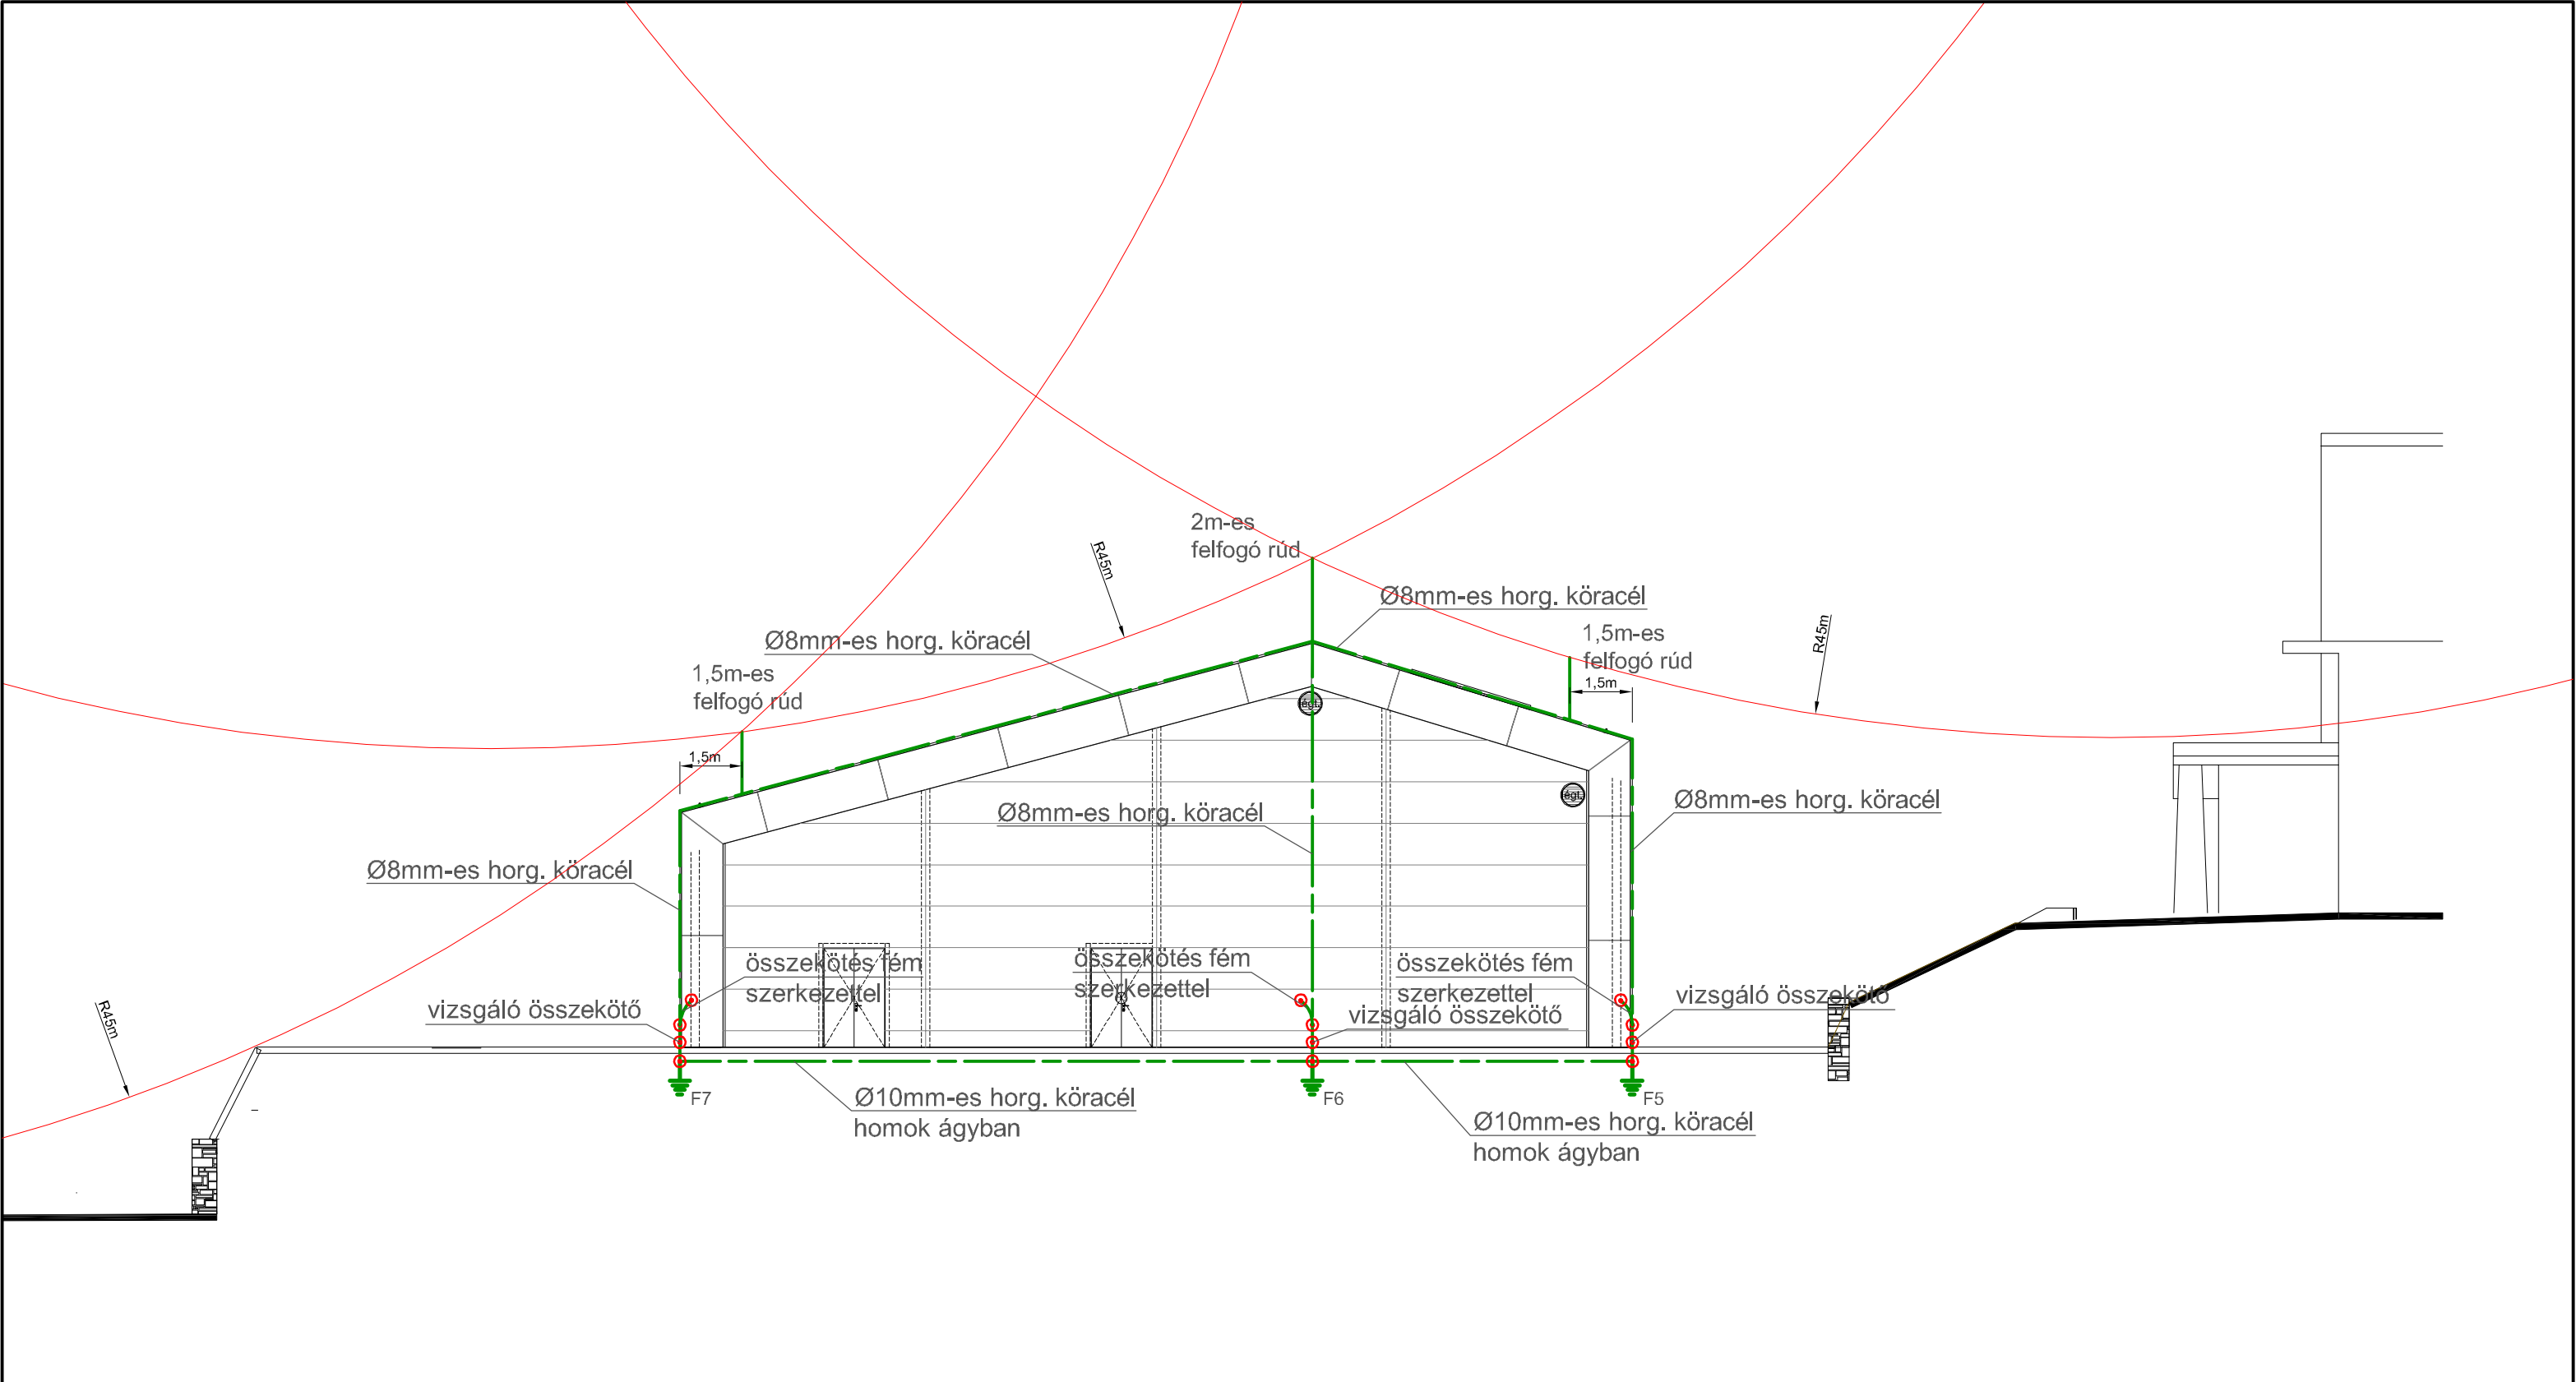 2m-es
felfogó rúd
R45m
Ø8mm-es horg. köracél
Ø8mm-es horg. köracél
1,5m-es
felfogó rúd
1,5m
R45m
1,5m-es
felfogó rúd
1,5m
légt.
légt.
Ø8mm-es horg. köracél
Ø8mm-es horg. köracél
Ø8mm-es horg. köracél
összekötés fém
szerkezettel
összekötés fém
szerkezettel
összekötés fém
szerkezettel
vizsgáló összekötő
vizsgáló összekötő
vizsgáló összekötő
R45m
F7
F6
F5
Ø10mm-es horg. köracél
homok ágyban
Ø10mm-es horg. köracél
homok ágyban